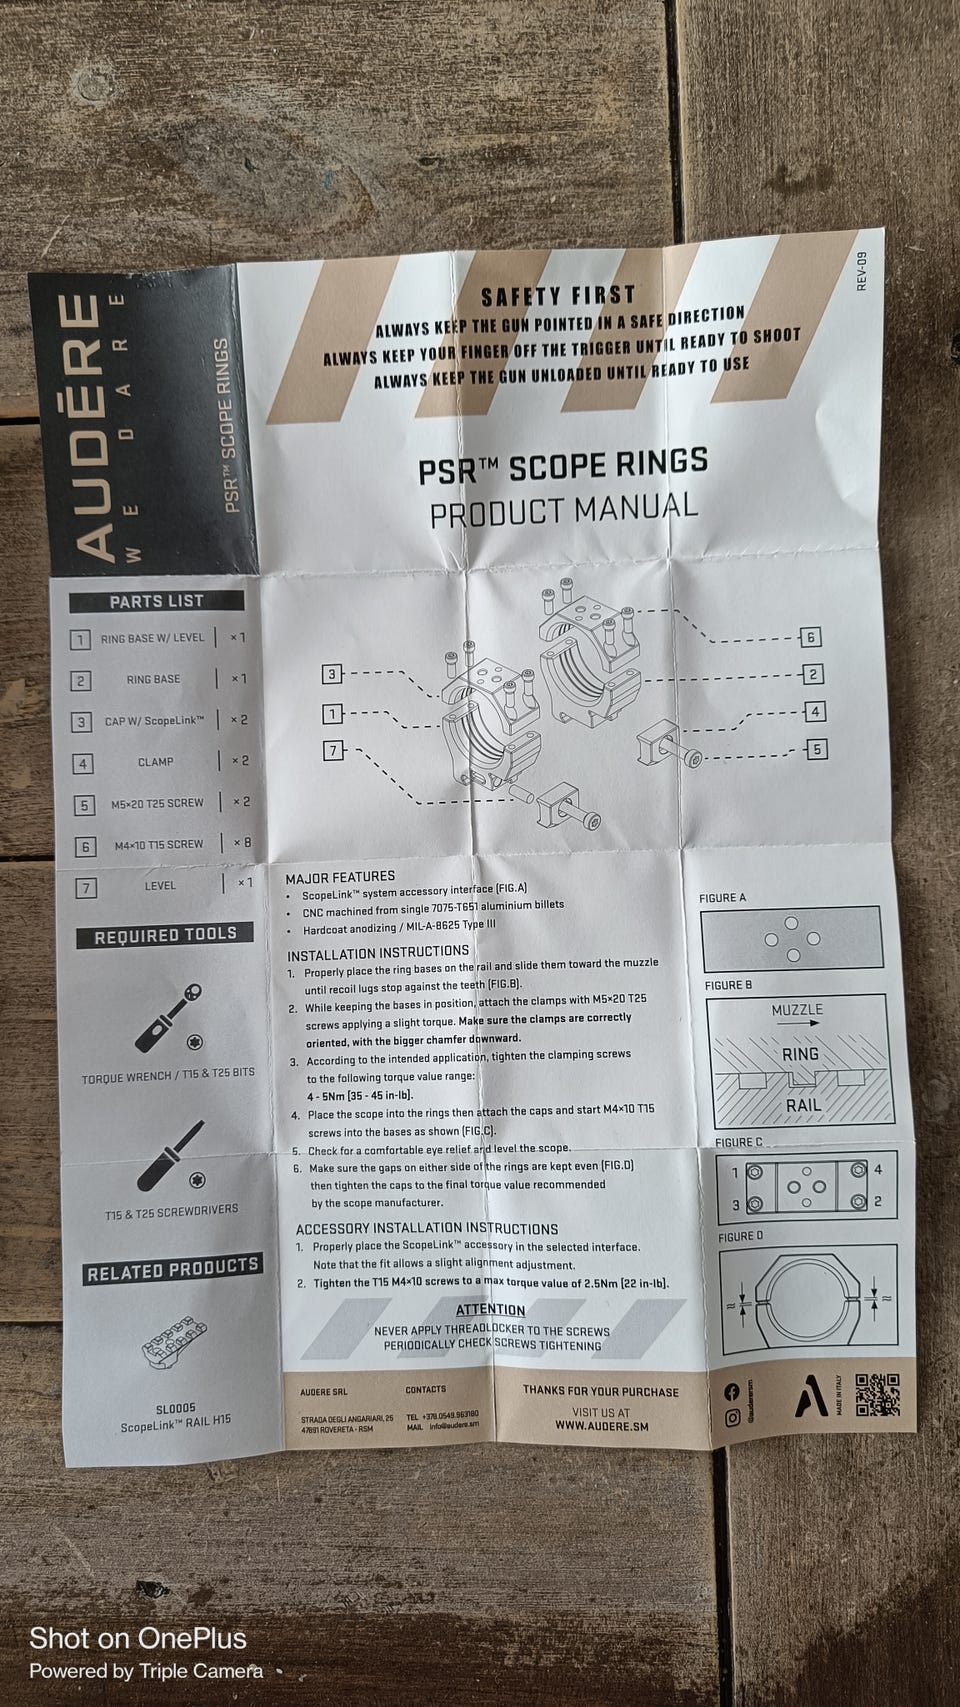 AUDĒRE
WE DARE
PSR™ SCOPE RINGS
SAFETY FIRST
ALWAYS KEEP THE GUN POINTED IN A SAFE DIRECTION
ALWAYS KEEP YOUR FINGER OFF THE TRIGGER UNTIL READY TO SHOOT
ALWAYS KEEP THE GUN UNLOADED UNTIL READY TO USE
REV-09
PSR™ SCOPE RINGS
PRODUCT MANUAL
PARTS LIST
1 RING BASE W/ LEVEL ×1
2 RING BASE ×1
3 CAP W/ ScopeLink™ ×2
4 CLAMP ×2
5 M5×20 T25 SCREW ×2
6 M4×10 T15 SCREW ×8
7 LEVEL ×1
3
1
7
6
2
4
5
REQUIRED TOOLS
TORQUE WRENCH / T15 & T25 BITS
T15 & T25 SCREWDRIVERS
RELATED PRODUCTS
SL0005
ScopeLink™ RAIL H15
MAJOR FEATURES
• ScopeLink™ system accessory interface (FIG.A)
• CNC machined from single 7075-T651 aluminium billets
• Hardcoat anodizing / MIL-A-8625 Type III
INSTALLATION INSTRUCTIONS
1. Properly place the ring bases on the rail and slide them toward the muzzle
until recoil lugs stop against the teeth (FIG.B).
2. While keeping the bases in position, attach the clamps with M5×20 T25
screws applying a slight torque. Make sure the clamps are correctly
oriented, with the bigger chamfer downward.
3. According to the intended application, tighten the clamping screws
to the following torque value range:
4 - 5Nm [35 - 45 in-lb].
4. Place the scope into the rings then attach the caps and start M4×10 T15
screws into the bases as shown (FIG.C).
5. Check for a comfortable eye relief and level the scope.
6. Make sure the gaps on either side of the rings are kept even (FIG.D)
then tighten the caps to the final torque value recommended
by the scope manufacturer.
ACCESSORY INSTALLATION INSTRUCTIONS
1. Properly place the ScopeLink™ accessory in the selected interface.
Note that the fit allows a slight alignment adjustment.
2. Tighten the T15 M4×10 screws to a max torque value of 2.5Nm [22 in-lb].
ATTENTION
NEVER APPLY THREADLOCKER TO THE SCREWS
PERIODICALLY CHECK SCREWS TIGHTENING
FIGURE A
FIGURE B
MUZZLE
RING
RAIL
FIGURE C
1 4
3 2
FIGURE D
≈ ≈
AUDERE SRL
STRADA DEGLI ANGARIARI, 25
47891 ROVERETA - RSM
CONTACTS
TEL +378.0549.963180
MAIL info@audere.sm
THANKS FOR YOUR PURCHASE
VISIT US AT
WWW.AUDERE.SM
@auderersm
MADE IN ITALY
Shot on OnePlus
Powered by Triple Camera